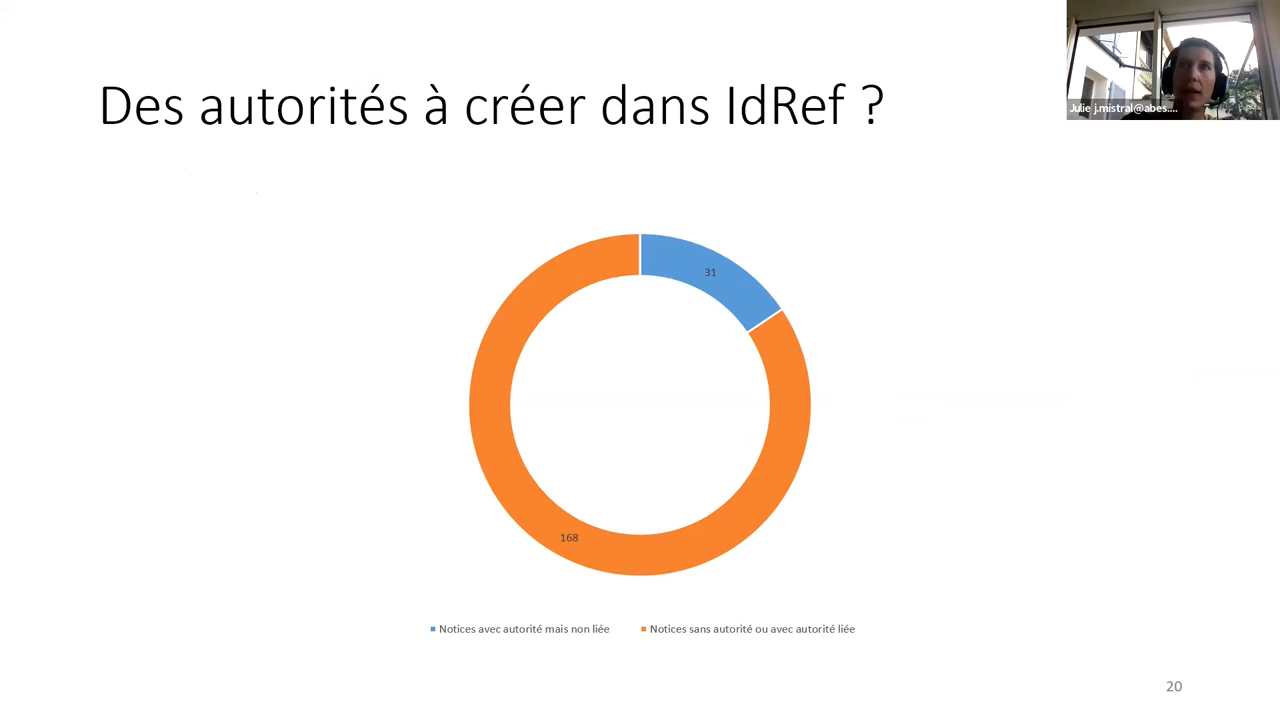 Des autorités à créer dans IdRef ?
Julie j.mistral@abes....
31
168
Notices avec autorité mais non liée
Notices sans autorité ou avec autorité liée
20